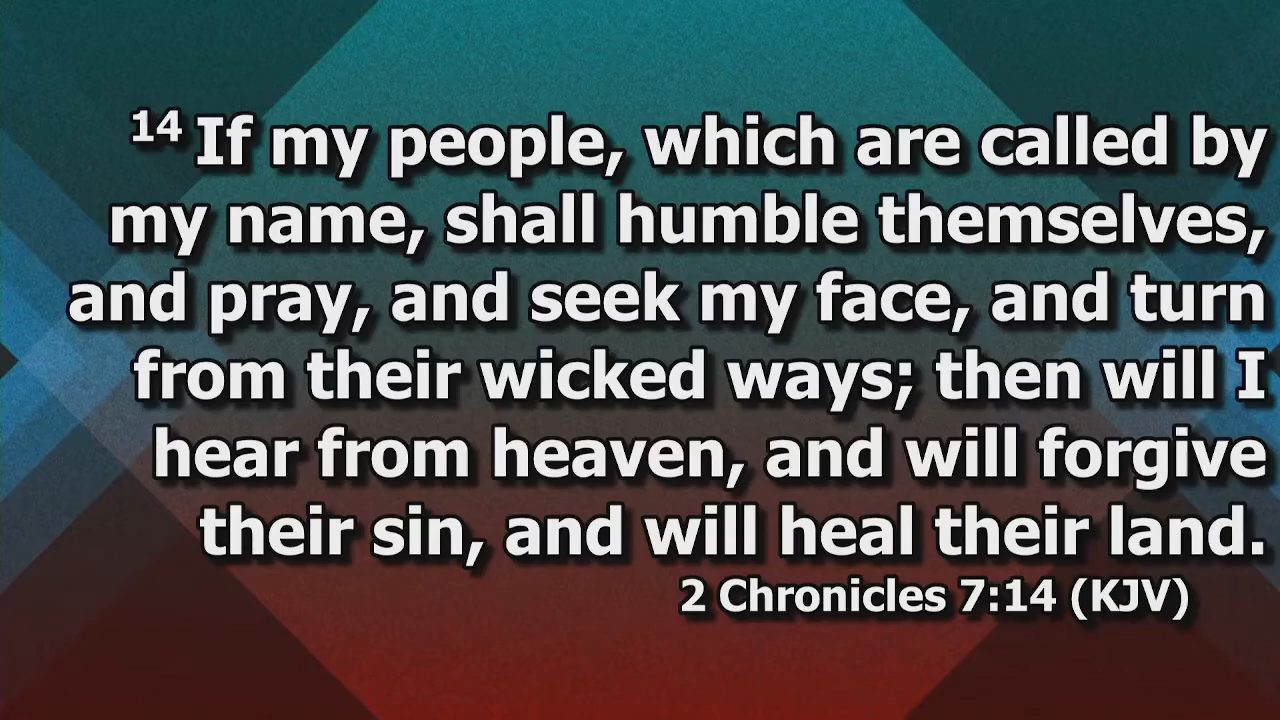 14 If my people, which are called by
my name, shall humble themselves,
and pray, and seek my face, and turn
from their wicked ways; then will I
hear from heaven, and will forgive
their sin, and will heal their land.
2 Chronicles 7:14 (KJV)